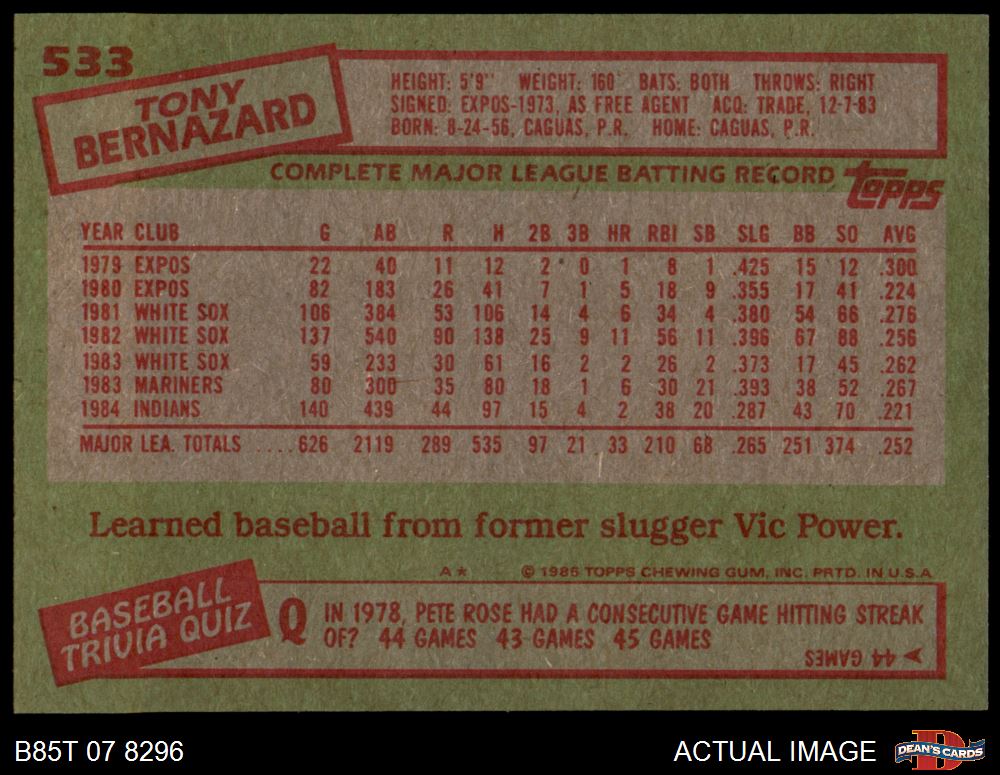 533
TONY
BERNAZARD
HEIGHT: 5'9" WEIGHT: 160 BATS: BOTH THROWS: RIGHT
SIGNED: EXPOS-1973, AS FREE AGENT ACQ: TRADE, 12-7-83
BORN: 8-24-56, CAGUAS, P.R. HOME: CAGUAS, P.R.
COMPLETE MAJOR LEAGUE BATTING RECORD topps
YEAR CLUB G AB R H 2B 3B HR RBI SB SLG BB SO AVG
1979 EXPOS 22 40 11 12 2 0 1 8 1 .425 15 12 .300
1980 EXPOS 82 183 26 41 7 1 5 18 9 .355 17 41 .224
1981 WHITE SOX 106 384 53 106 14 4 6 34 4 .380 54 66 .276
1982 WHITE SOX 137 540 90 138 25 9 11 56 11 .396 67 88 .256
1983 WHITE SOX 59 233 30 61 16 2 2 26 2 .373 17 45 .262
1983 MARINERS 80 300 35 80 18 1 6 30 21 .393 38 52 .267
1984 INDIANS 140 439 44 97 15 4 2 38 20 .287 43 70 .221
MAJOR LEA. TOTALS ....626 2119 289 535 97 21 33 210 68 .265 251 374 .252
Learned baseball from former slugger Vic Power.
A* © 1985 TOPPS CHEWING GUM, INC. PRTD. IN U.S.A.
BASEBALL
TRIVIA QUIZ
Q IN 1978, PETE ROSE HAD A CONSECUTIVE GAME HITTING STREAK
OF? 44 GAMES 43 GAMES 45 GAMES
44 GAMES
B85T 07 8296
ACTUAL IMAGE
D
DEAN'S CARDS